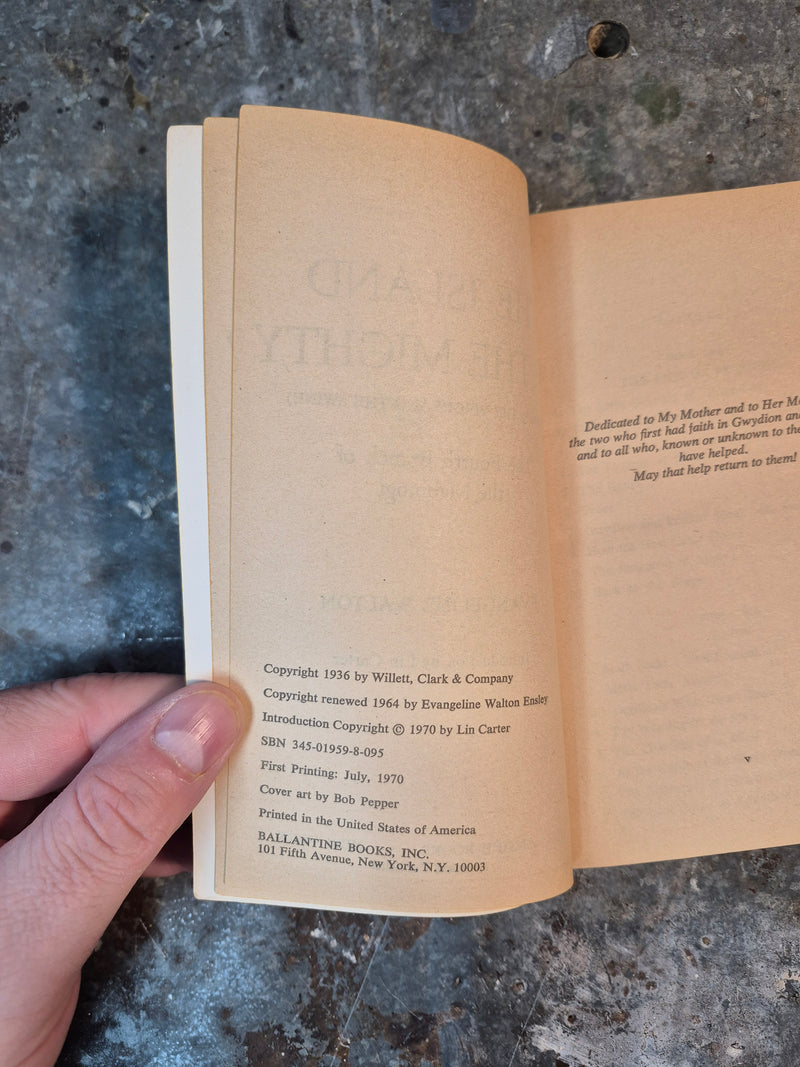 Copyright 1936 by Willett, Clark & Company
Copyright renewed 1964 by Evangeline Walton Ensley
Introduction Copyright © 1970 by Lin Carter
SBN 345-01959-8-095
First Printing: July, 1970
Cover art by Bob Pepper
Printed in the United States of America
BALLANTINE BOOKS, INC.
101 Fifth Avenue, New York, N.Y. 10003
Dedicated to My Mother and to Her
the two who first had faith in Gwydion
and to all who, known or unknown to
have helped.
May that help return to them!
v